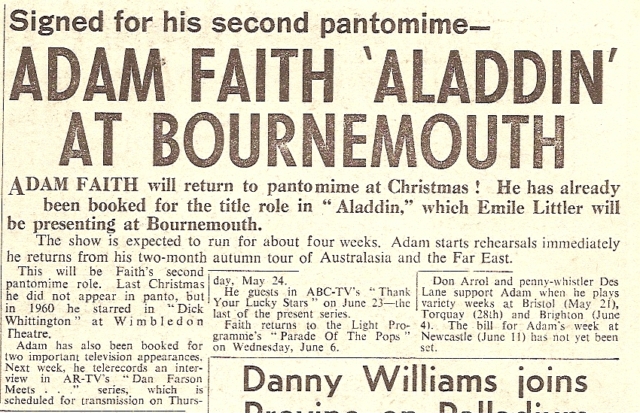 Signed for his second pantomime—
ADAM FAITH 'ALADDIN'
AT BOURNEMOUTH
ADAM FAITH will return to pantomime at Christmas! He has already
been booked for the title role in "Aladdin," which Emile Littler will
be presenting at Bournemouth.
The show is expected to run for about four weeks. Adam starts rehearsals immediately
he returns from his two-month autumn tour of Australasia and the Far East.
This will be Faith's second
pantomime role. Last Christmas
he did not appear in panto, but
in 1960 he starred in "Dick
Whittington" at Wimbledon
Theatre.
Adam has also been booked for
two important television appearances.
Next week, he telerecords an inter-
view in AR-TV's "Dan Farson
Meets . . ." series, which is
scheduled for transmission on Thurs-
day, May 24.
He guests in ABC-TV's "Thank
Your Lucky Stars" on June 23—the
last of the present series.
Faith returns to the Light Pro-
gramme's "Parade Of The Pops"
on Wednesday, June 6.
Don Arrol and penny-whistler Des
Lane support Adam when he plays
variety weeks at Bristol (May 21),
Torquay (28th) and Brighton (June
4). The bill for Adam's week at
Newcastle (June 11) has not yet been
set.
Danny Williams joins
Provine on Palladium